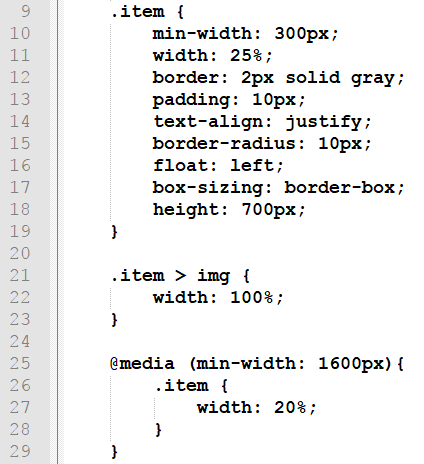 9 .item {
10 min-width: 300px;
11 width: 25%;
12 border: 2px solid gray;
13 padding: 10px;
14 text-align: justify;
15 border-radius: 10px;
16 float: left;
17 box-sizing: border-box;
18 height: 700px;
19 }
20
21 .item > img {
22 width: 100%;
23 }
24
25 @media (min-width: 1600px){
26 .item {
27 width: 20%;
28 }
29 }